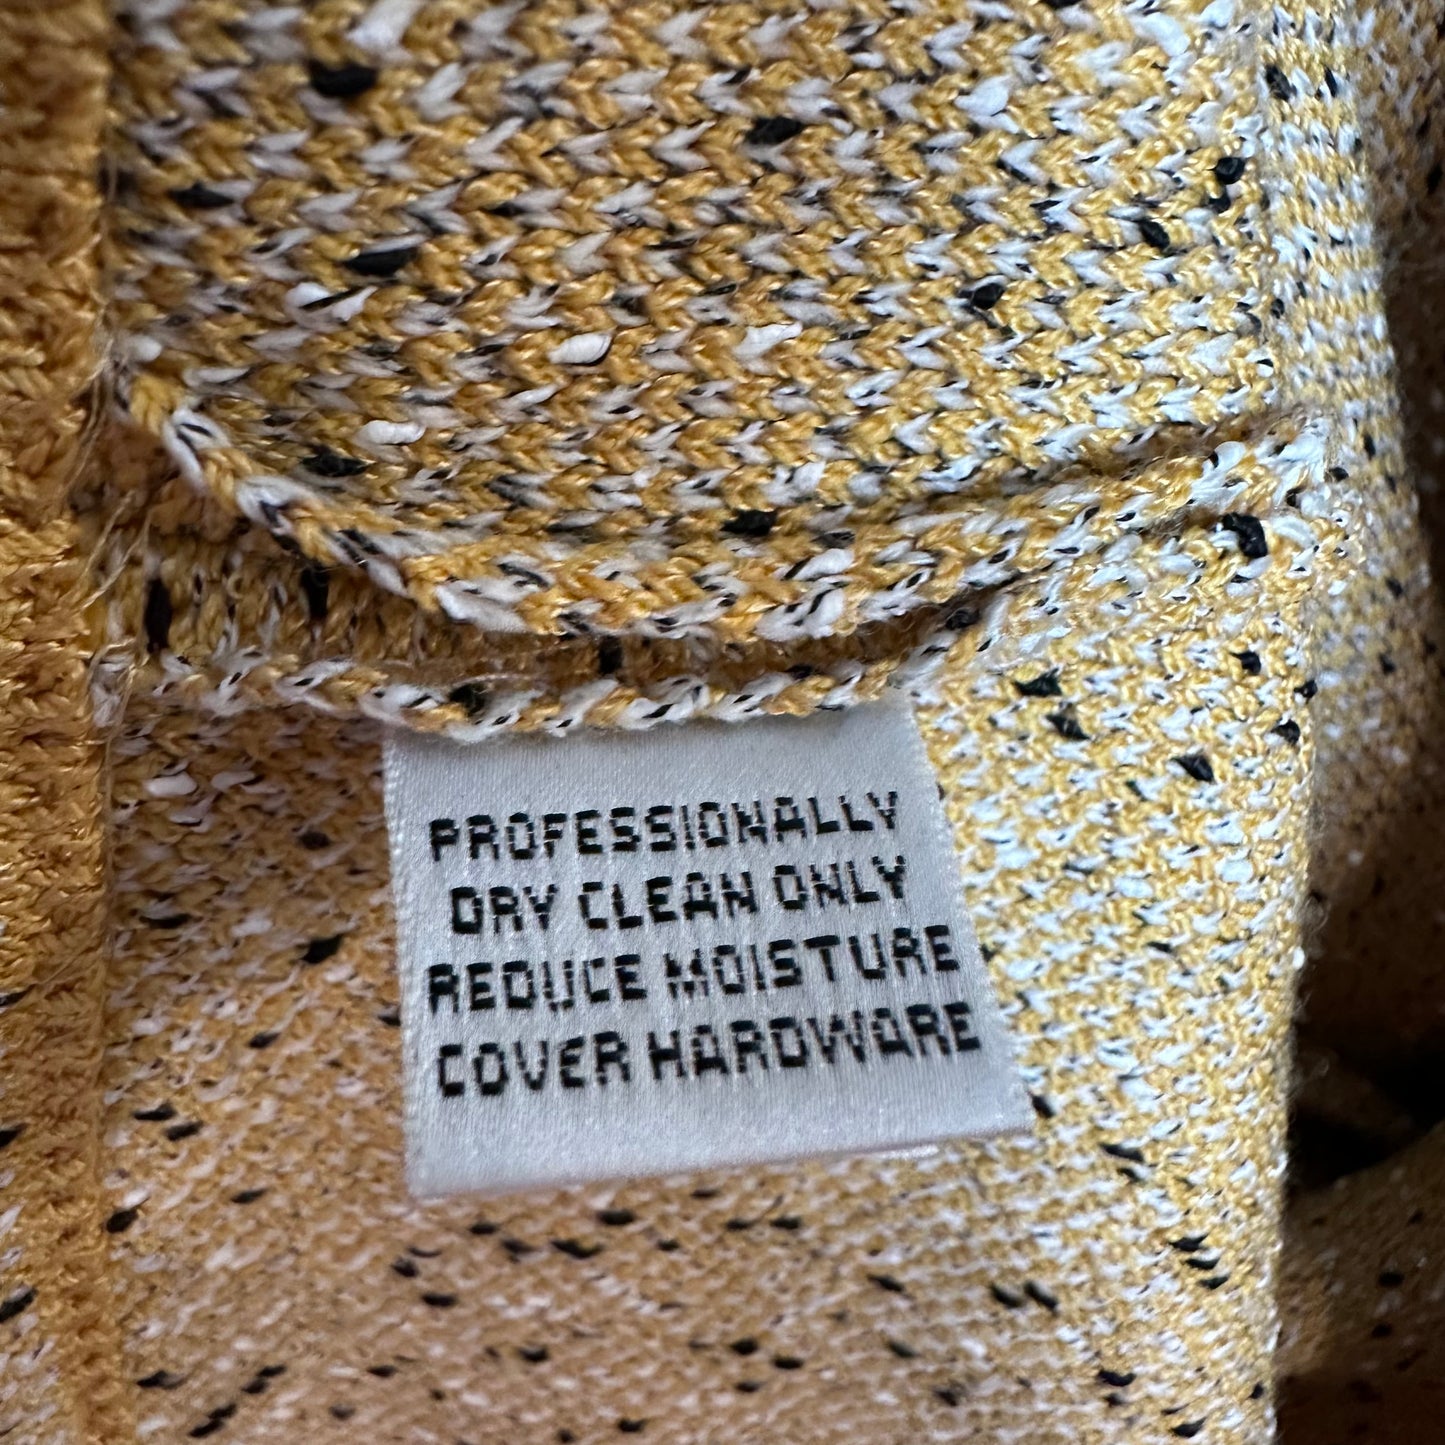 PROFESSIONALLY
DRY CLEAN ONLY
REDUCE MOISTURE
COVER HARDWARE